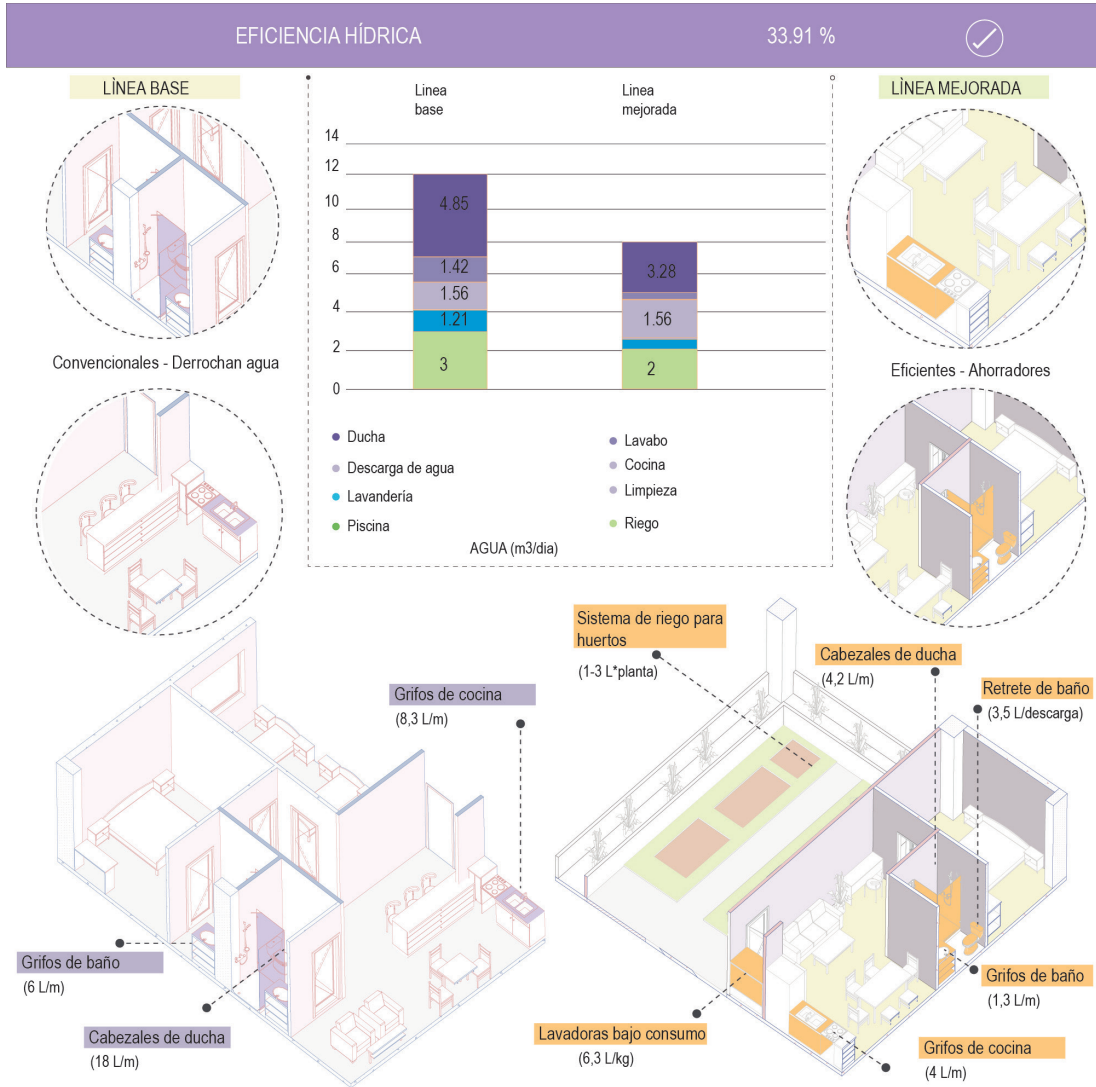 EFICIENCIA HÍDRICA 33.91 %
LÌNEA BASE
Linea
base
Linea
mejorada
LÌNEA MEJORADA
14
12
10
8
6
4
2
0
4.85
1.42
1.56
1.21
3
3.28
1.56
2
Convencionales - Derrochan agua
Eficientes - Ahorradores
Ducha
Descarga de agua
Lavandería
Piscina
Lavabo
Cocina
Limpieza
Riego
AGUA (m3/dia)
Sistema de riego para
huertos
(1-3 L*planta)
Cabezales de ducha
(4,2 L/m)
Retrete de baño
(3,5 L/descarga)
Grifos de cocina
(8,3 L/m)
Grifos de baño
(6 L/m)
Cabezales de ducha
(18 L/m)
Lavadoras bajo consumo
(6,3 L/kg)
Grifos de baño
(1,3 L/m)
Grifos de cocina
(4 L/m)